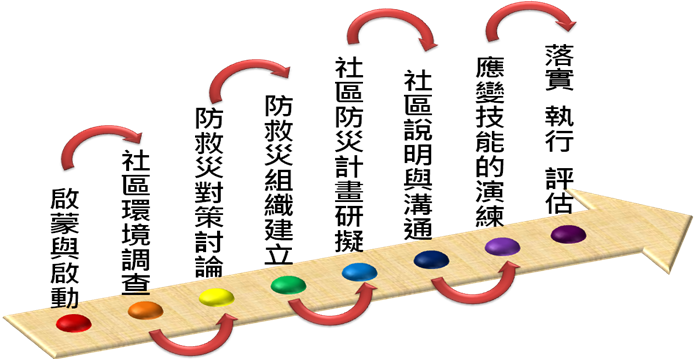 啟蒙與啟動
社區環境調查
防救災對策討論
防救災組織建立
社區防災計畫研擬
社區說明與溝通
應變技能的演練
落實 執行 評估